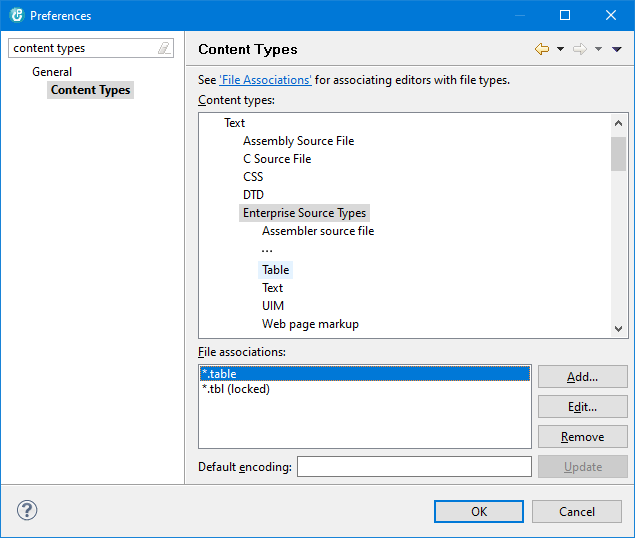 Preferences
content types
General
Content Types
Content Types
See 'File Associations' for associating editors with file types.
Content types:
Text
Assembly Source File
C Source File
CSS
DTD
Enterprise Source Types
Assembler source file
...
Table
Text
UIM
Web page markup
File associations:
*.table
*.tbl (locked)
Add...
Edit...
Remove
Default encoding:
Update
?
OK
Cancel